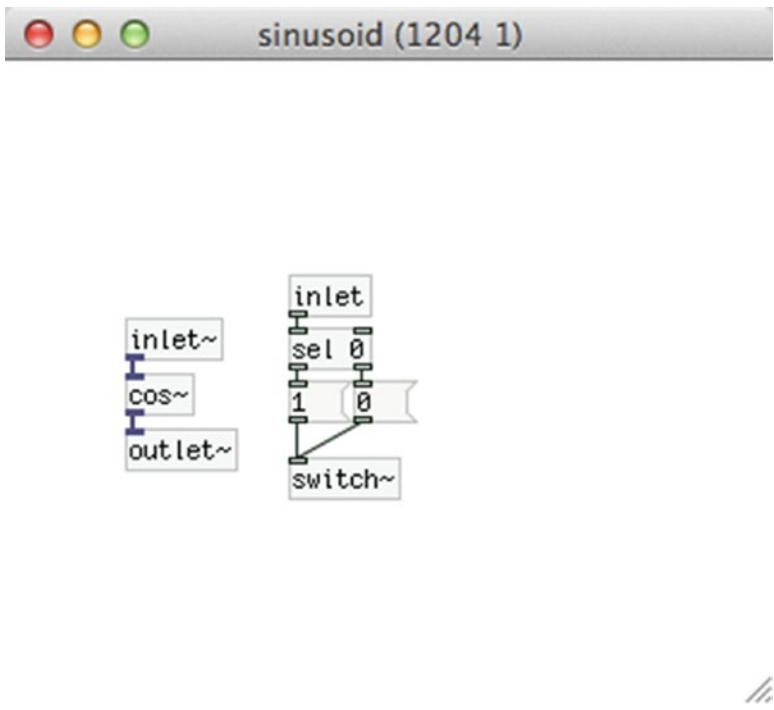 sinusoid (1204 1)
inlet~
cos~
outlet~
inlet
sel 0
1
0
switch~